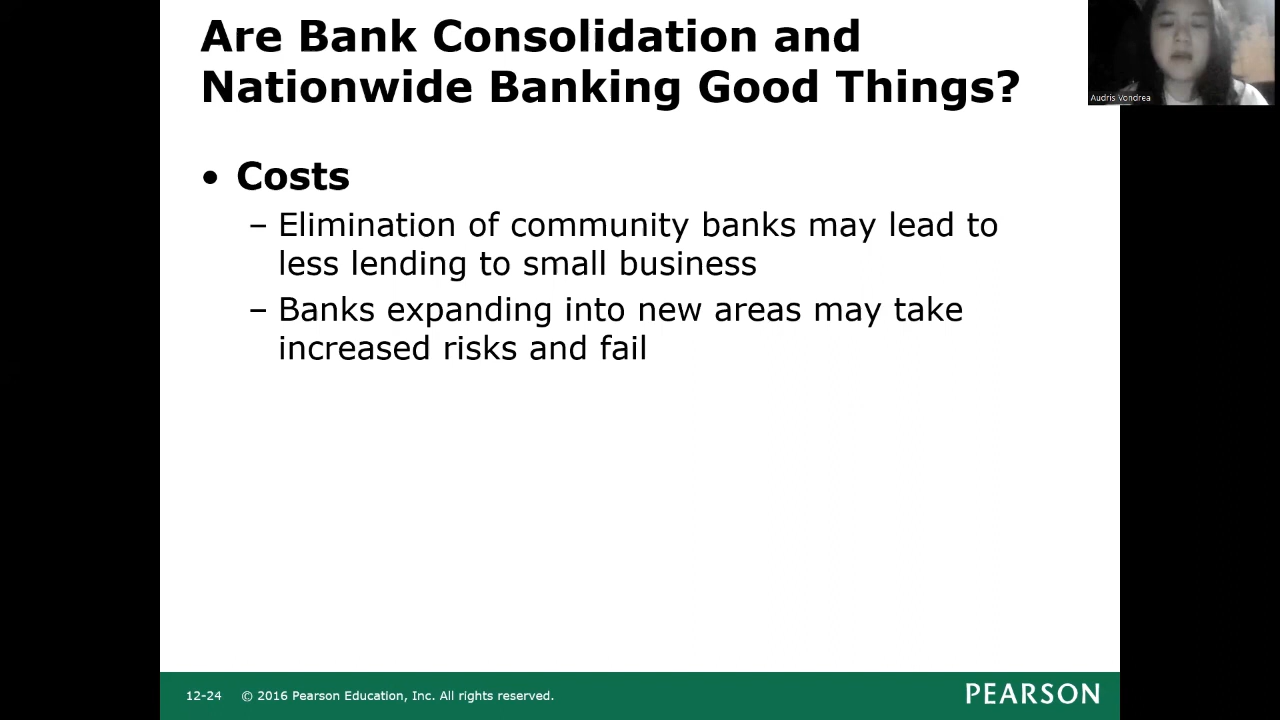 Are Bank Consolidation and
Nationwide Banking Good Things?
Audris Vondrea
• Costs
– Elimination of community banks may lead to
less lending to small business
– Banks expanding into new areas may take
increased risks and fail
12-24 © 2016 Pearson Education, Inc. All rights reserved.
PEARSON